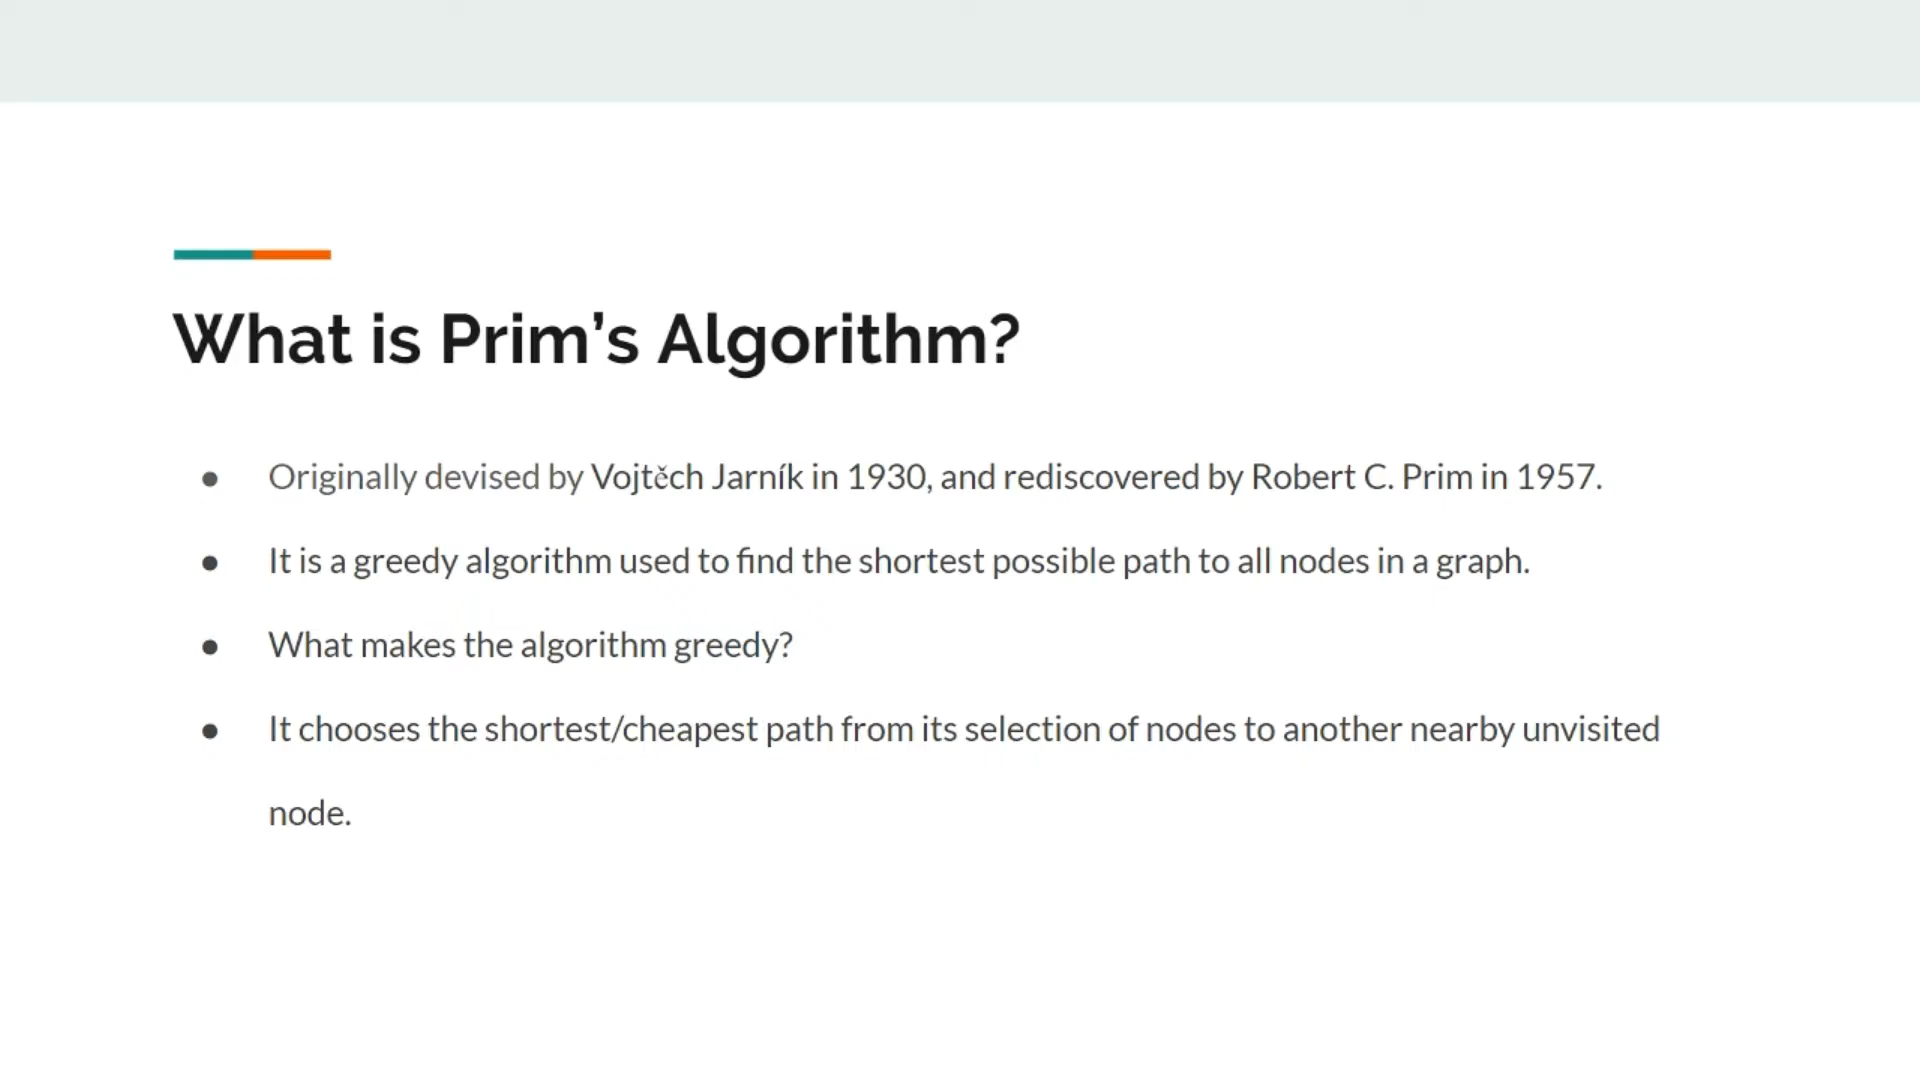 What is Prim’s Algorithm?
● Originally devised by Vojtěch Jarník in 1930, and rediscovered by Robert C. Prim in 1957.
● It is a greedy algorithm used to find the shortest possible path to all nodes in a graph.
● What makes the algorithm greedy?
● It chooses the shortest/cheapest path from its selection of nodes to another nearby unvisited
node.